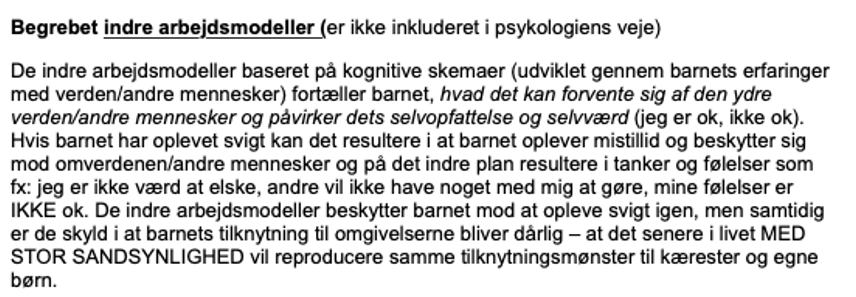 Begrebet indre arbejdsmodeller (er ikke inkluderet i psykologiens veje)
De indre arbejdsmodeller baseret på kognitive skemaer (udviklet gennem barnets erfaringer
med verden/andre mennesker) fortæller barnet, hvad det kan forvente sig af den ydre
verden/andre mennesker og påvirker dets selvopfattelse og selvværd (jeg er ok, ikke ok).
Hvis barnet har oplevet svigt kan det resultere i at barnet oplever mistillid og beskytter sig
mod omverdenen/andre mennesker og på det indre plan resultere i tanker og følelser som
fx: jeg er ikke værd at elske, andre vil ikke have noget med mig at gøre, mine følelser er
IKKE ok. De indre arbejdsmodeller beskytter barnet mod at opleve svigt igen, men samtidig
er de skyld i at barnets tilknytning til omgivelserne bliver dårlig – at det senere i livet MED
STOR SANDSYNLIGHED vil reproducere samme tilknytningsmønster til kærester og egne
børn.